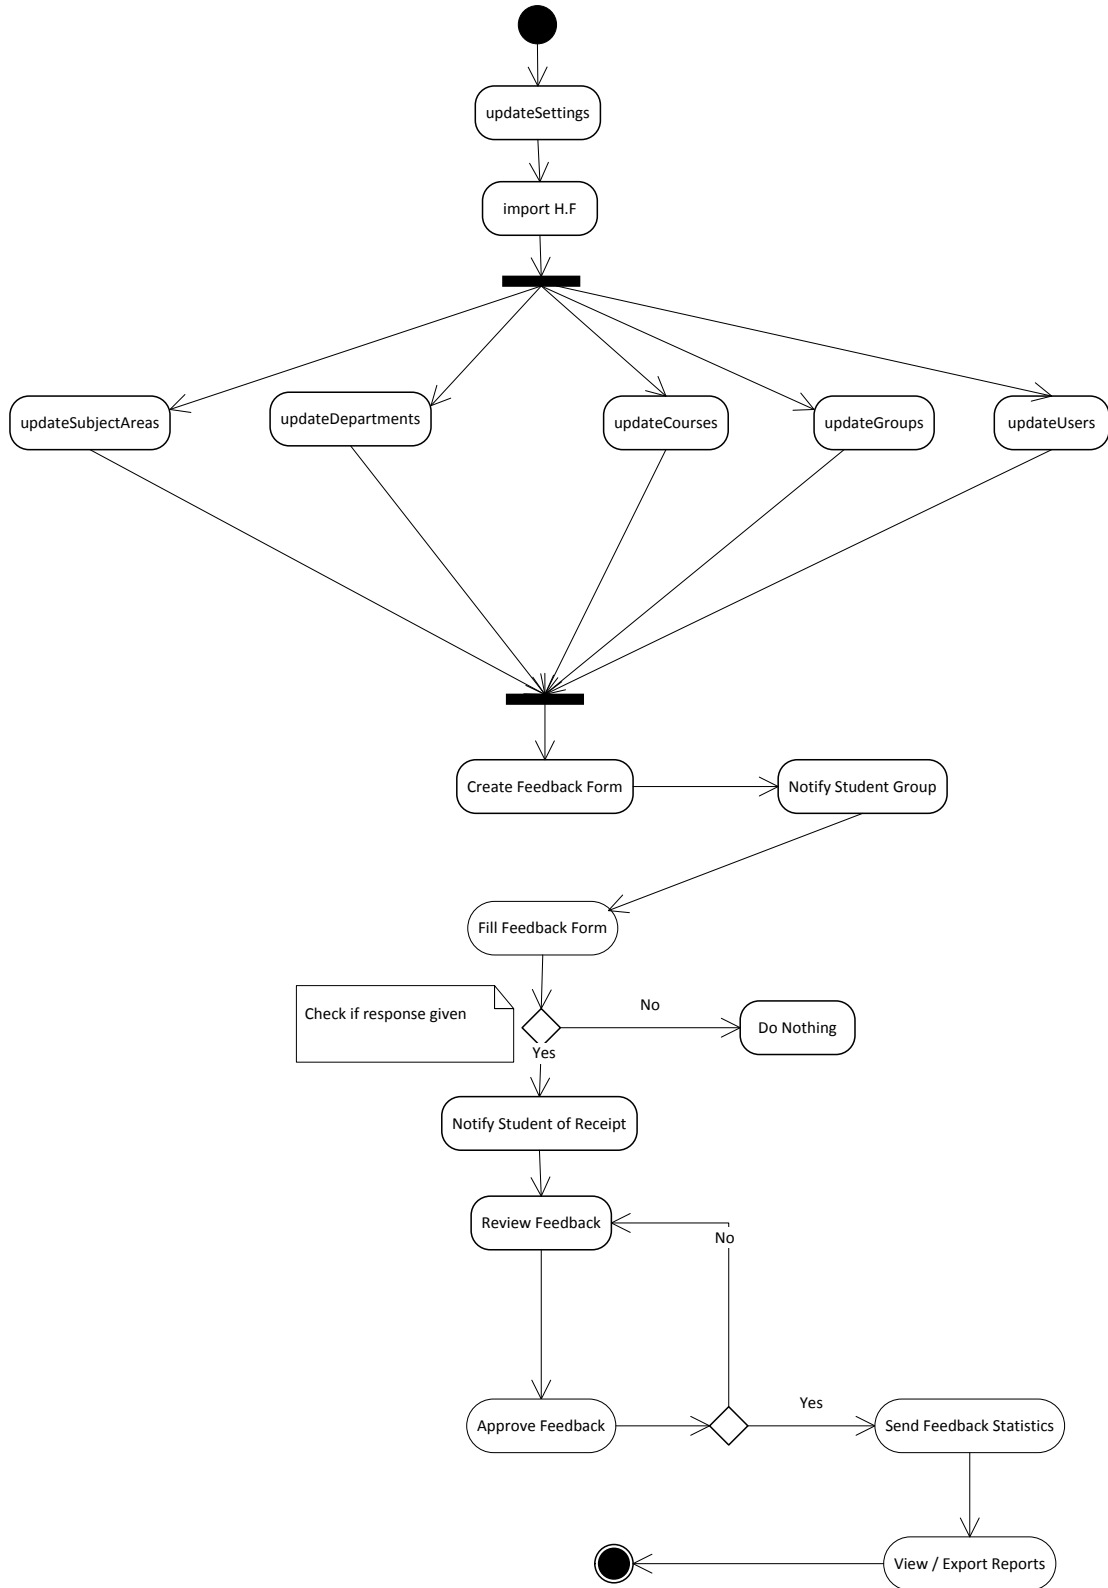 updateSettings
import H.F
updateSubjectAreas
updateDepartments
updateCourses
updateGroups
updateUsers
Create Feedback Form
Notify Student Group
Fill Feedback Form
Check if response given
No
Do Nothing
Yes
Notify Student of Receipt
Review Feedback
No
Approve Feedback
Yes
Send Feedback Statistics
View / Export Reports